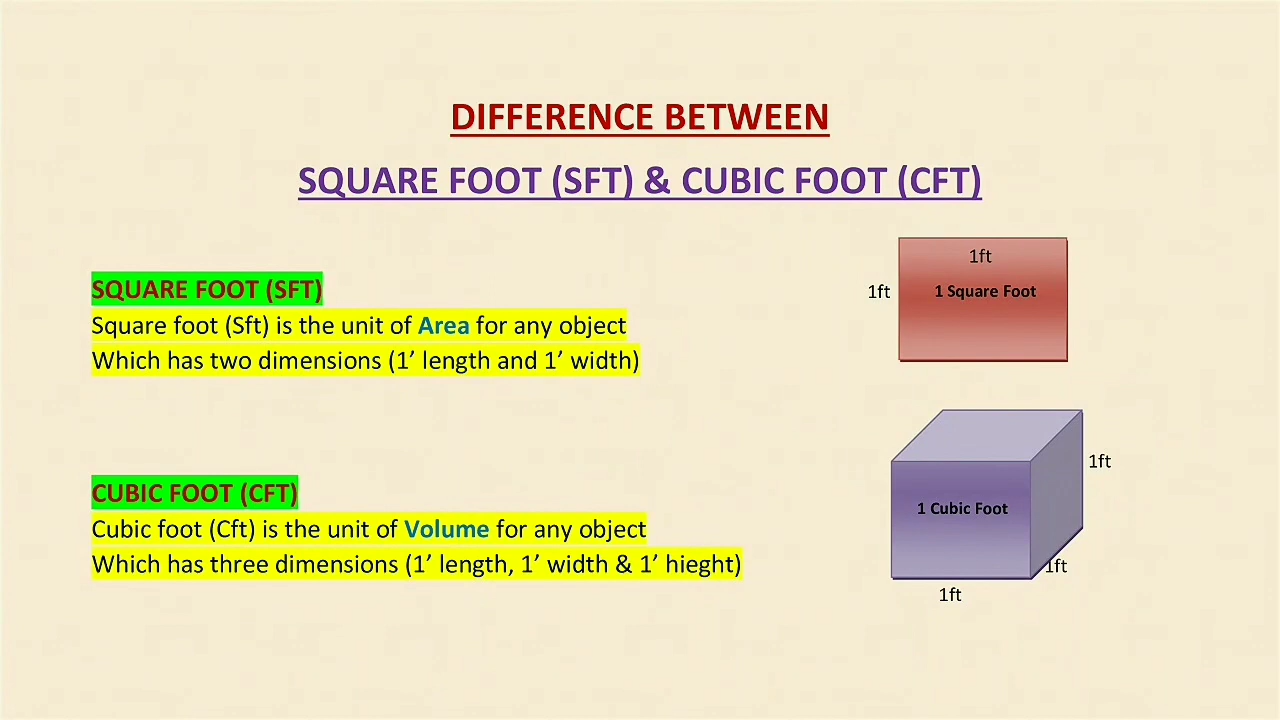 DIFFERENCE BETWEEN
SQUARE FOOT (SFT) & CUBIC FOOT (CFT)
SQUARE FOOT (SFT)
Square foot (Sft) is the unit of Area for any object
Which has two dimensions (1’ length and 1’ width)
1ft
1ft
1 Square Foot
CUBIC FOOT (CFT)
Cubic foot (Cft) is the unit of Volume for any object
Which has three dimensions (1’ length, 1’ width & 1’ hieght)
1ft
1 Cubic Foot
1ft
1ft